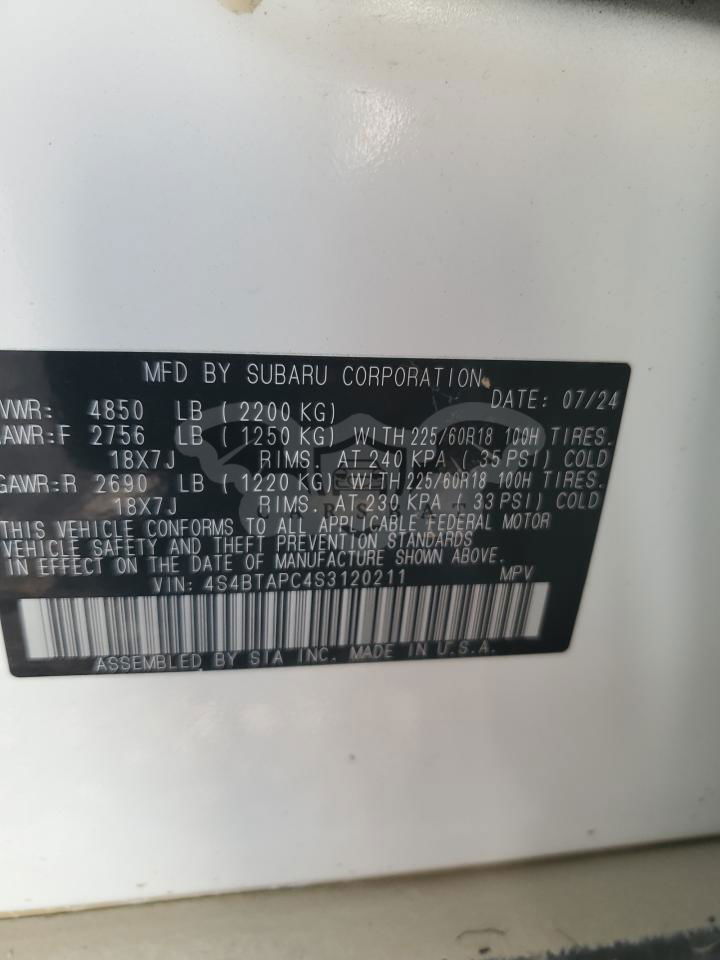 MFD BY SUBARU CORPORATION DATE: 07/24
VWR: 4850 LB (2200 KG)
AWR:F 2756 LB (1250 KG) WITH 225/60R18 100H TIRES.
18X7J RIMS. AT 240 KPA (35 PSI) COLD
GAWR:R 2690 LB (1220 KG) WITH 225/60R18 100H TIRES.
18X7J RIMS. AT 230 KPA (33 PSI) COLD
THIS VEHICLE CONFORMS TO ALL APPLICABLE FEDERAL MOTOR
VEHICLE SAFETY AND THEFT PREVENTION STANDARDS
IN EFFECT ON THE DATE OF MANUFACTURE SHOWN ABOVE.
VIN: 4S4BTAPC4S3120211 MPV
ASSEMBLED BY SIA INC. MADE IN U.S.A.